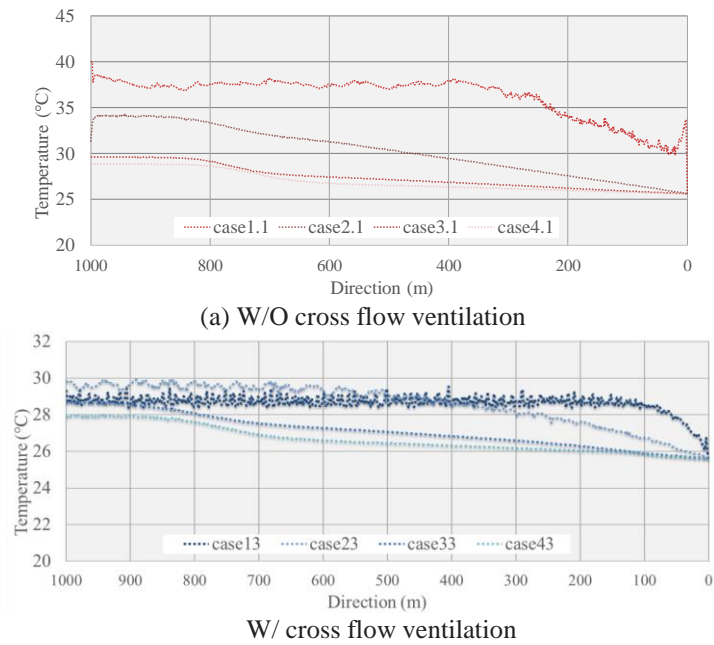 45
40
35
30
25
20
Temperature (°C)
case1.1 case2.1 case3.1 case4.1
1000 800 600 400 200 0
Direction (m)
(a) W/O cross flow ventilation
32
30
28
26
24
22
20
Temperature (°C)
case13 case23 case33 case43
1000 900 800 700 600 500 400 300 200 100 0
Direction (m)
W/ cross flow ventilation